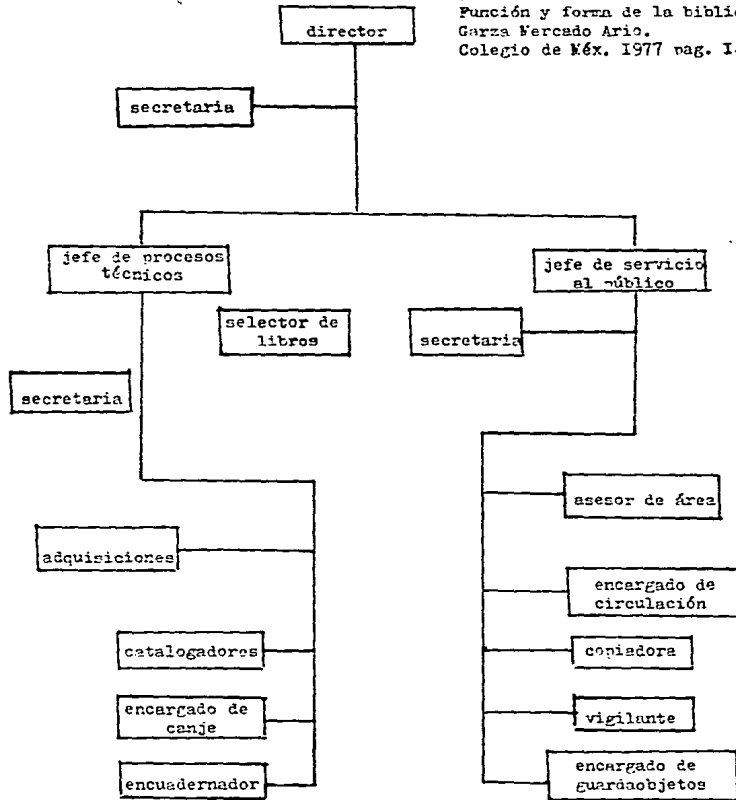 Función y forma de la
Garza Mercado Ario.
Colegio de Méx. 1977 pag.
director
secretaria
jefe de procesos
técnicos
jefe de servicio
al público
selector de
libros
secretaria
secretaria
asesor de área
adquisiciones
encargado de
circulación
catalogadores
copiadora
encargado de
canje
vigilante
encuadernador
encargado de
guardaobjetos